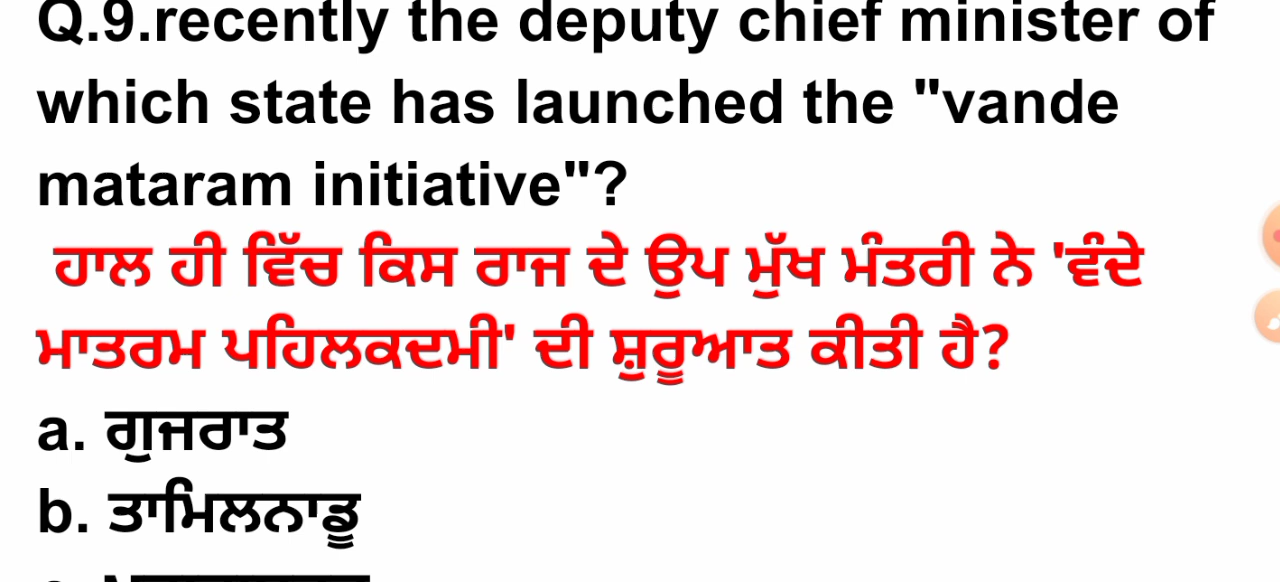 Q.9.recently the deputy chief minister of
which state has launched the "vande
mataram initiative"?
ਹਾਲ ਹੀ ਵਿੱਚ ਕਿਸ ਰਾਜ ਦੇ ਉਪ ਮੁੱਖ ਮੰਤਰੀ ਨੇ 'ਵੰਦੇ
ਮਾਤਰਮ ਪਹਿਲਕਦਮੀ' ਦੀ ਸ਼ੁਰੂਆਤ ਕੀਤੀ ਹੈ?
a. ਗੁਜਰਾਤ
b. ਤਾਮਿਲਨਾਡੂ